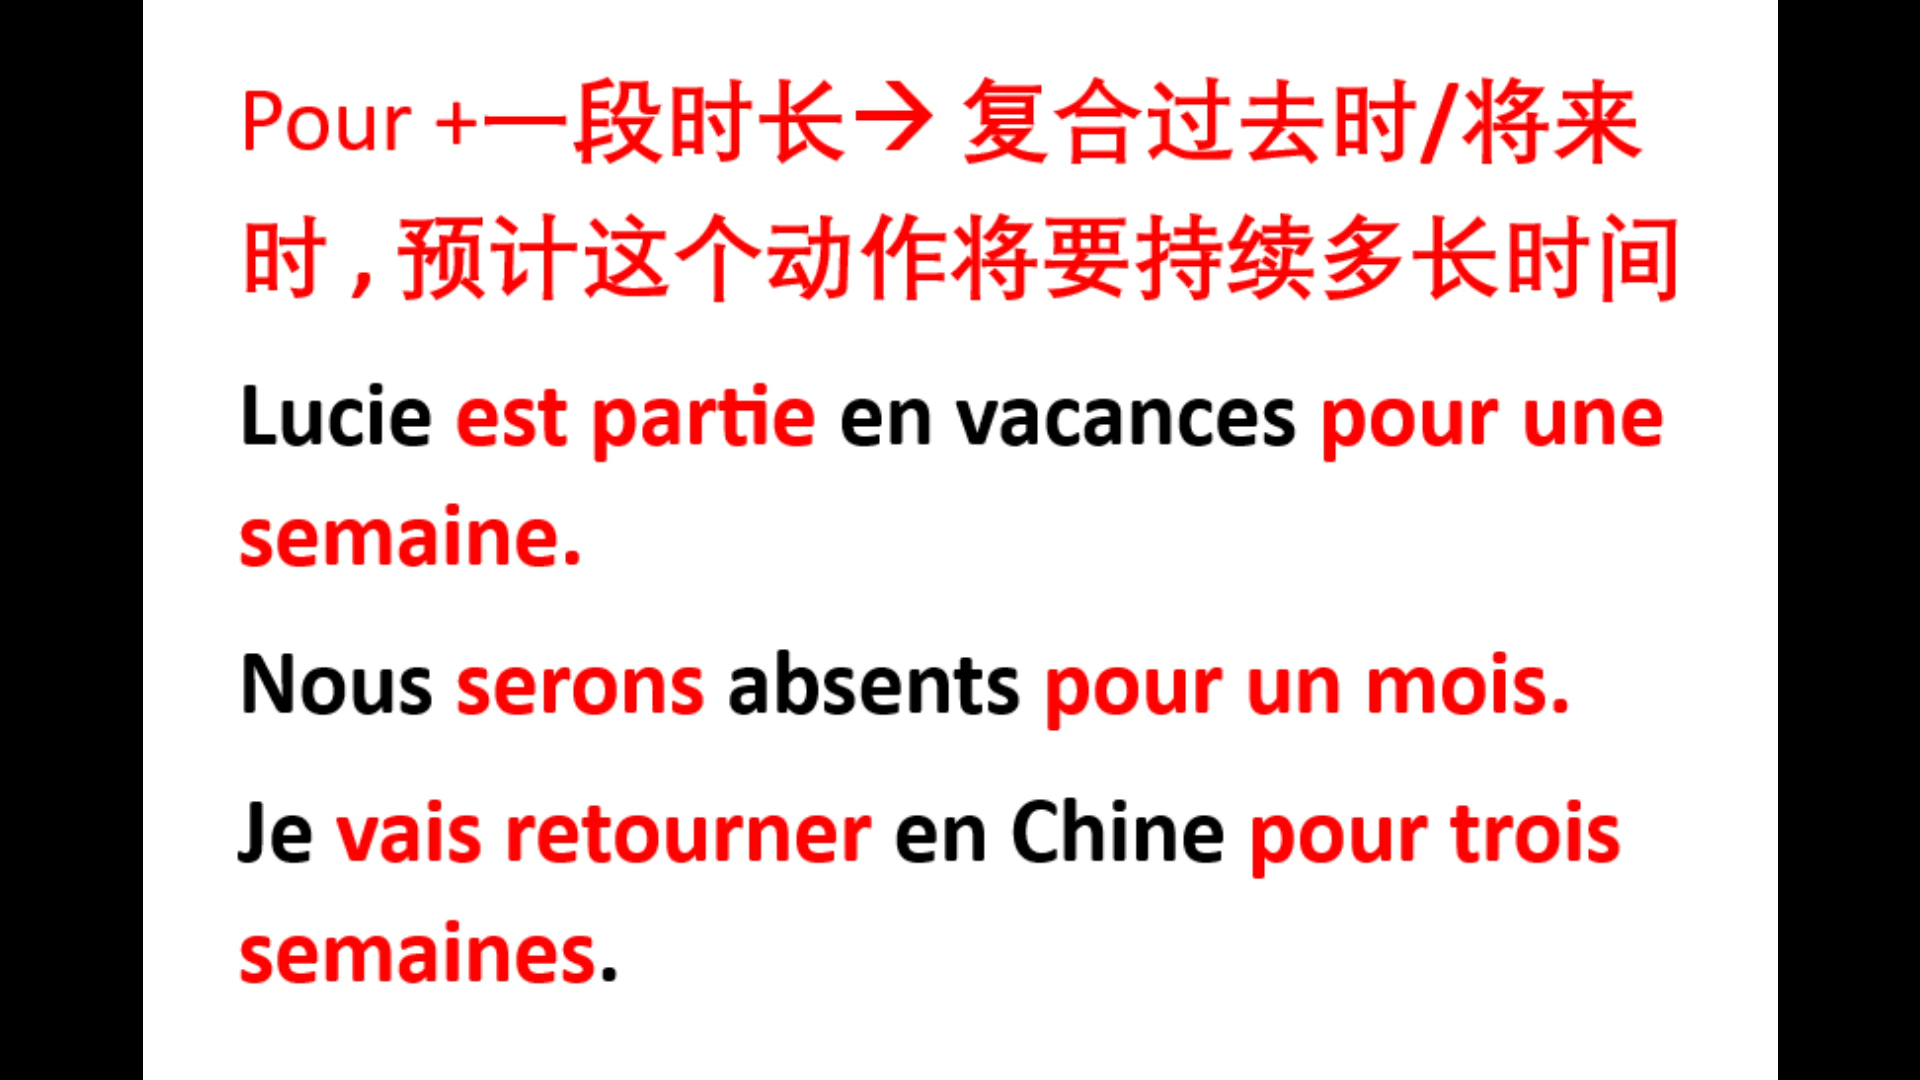 Pour +一段时长→ 复合过去时/将来
时,预计这个动作将要持续多长时间
Lucie est partie en vacances pour une
semaine.
Nous serons absents pour un mois.
Je vais retourner en Chine pour trois
semaines.